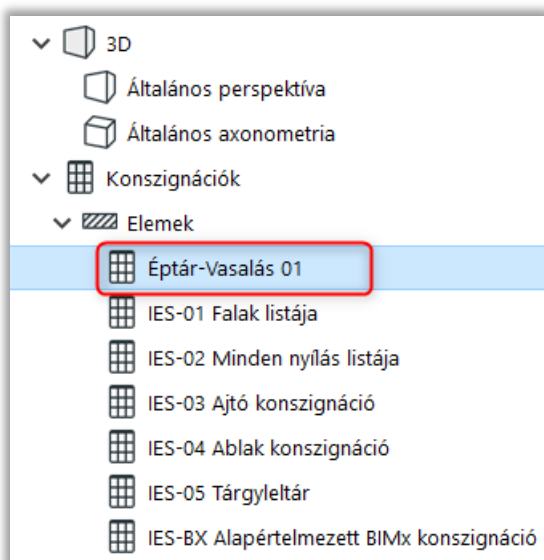 3D
Általános perspektíva
Általános axonometria
Konszignációk
Elemek
Éptár-Vasalás 01
IES-01 Falak listája
IES-02 Minden nyílás listája
IES-03 Ajtó konszignáció
IES-04 Ablak konszignáció
IES-05 Tárgyleltár
IES-BX Alapértelmezett BIMx konszignáció